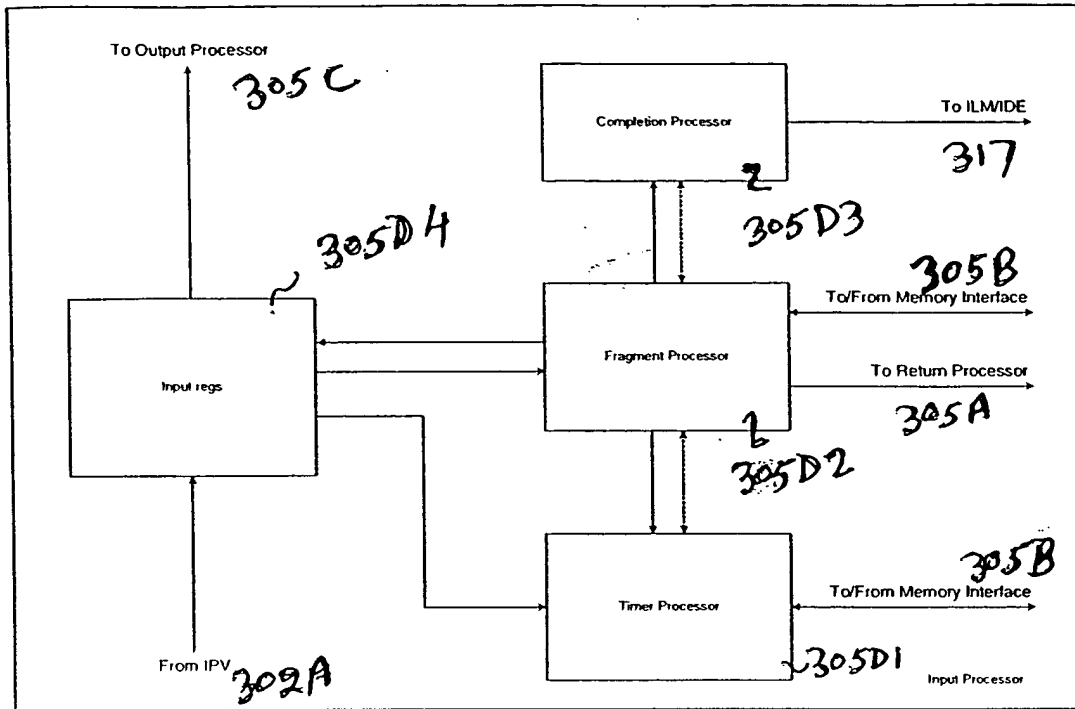 To Output Processor
305C
Completion Processor
To ILM/IDE
317
305D3
305D4
305B
To/From Memory Interface
Input regs
Fragment Processor
To Return Processor
305A
305D2
305B
To/From Memory Interface
Timer Processor
From IPV
302A
305D1
Input Processor